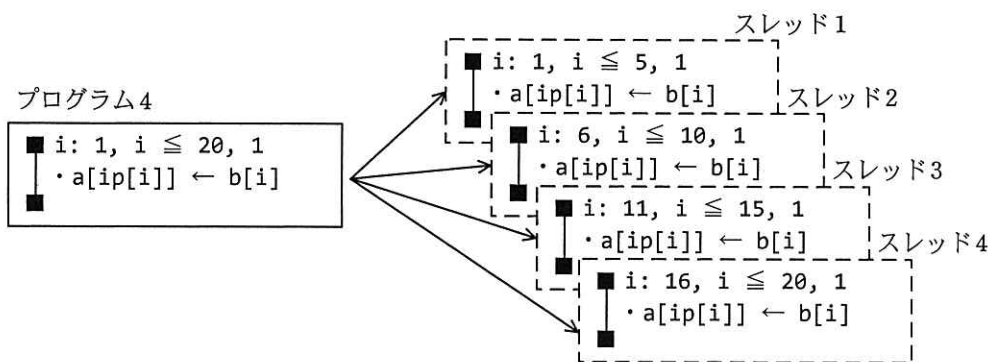 プログラム4
i: 1, i ≦ 20, 1
・a[ip[i]] ← b[i]
スレッド1
i: 1, i ≦ 5, 1
・a[ip[i]] ← b[i]
スレッド2
i: 6, i ≦ 10, 1
・a[ip[i]] ← b[i]
スレッド3
i: 11, i ≦ 15, 1
・a[ip[i]] ← b[i]
スレッド4
i: 16, i ≦ 20, 1
・a[ip[i]] ← b[i]